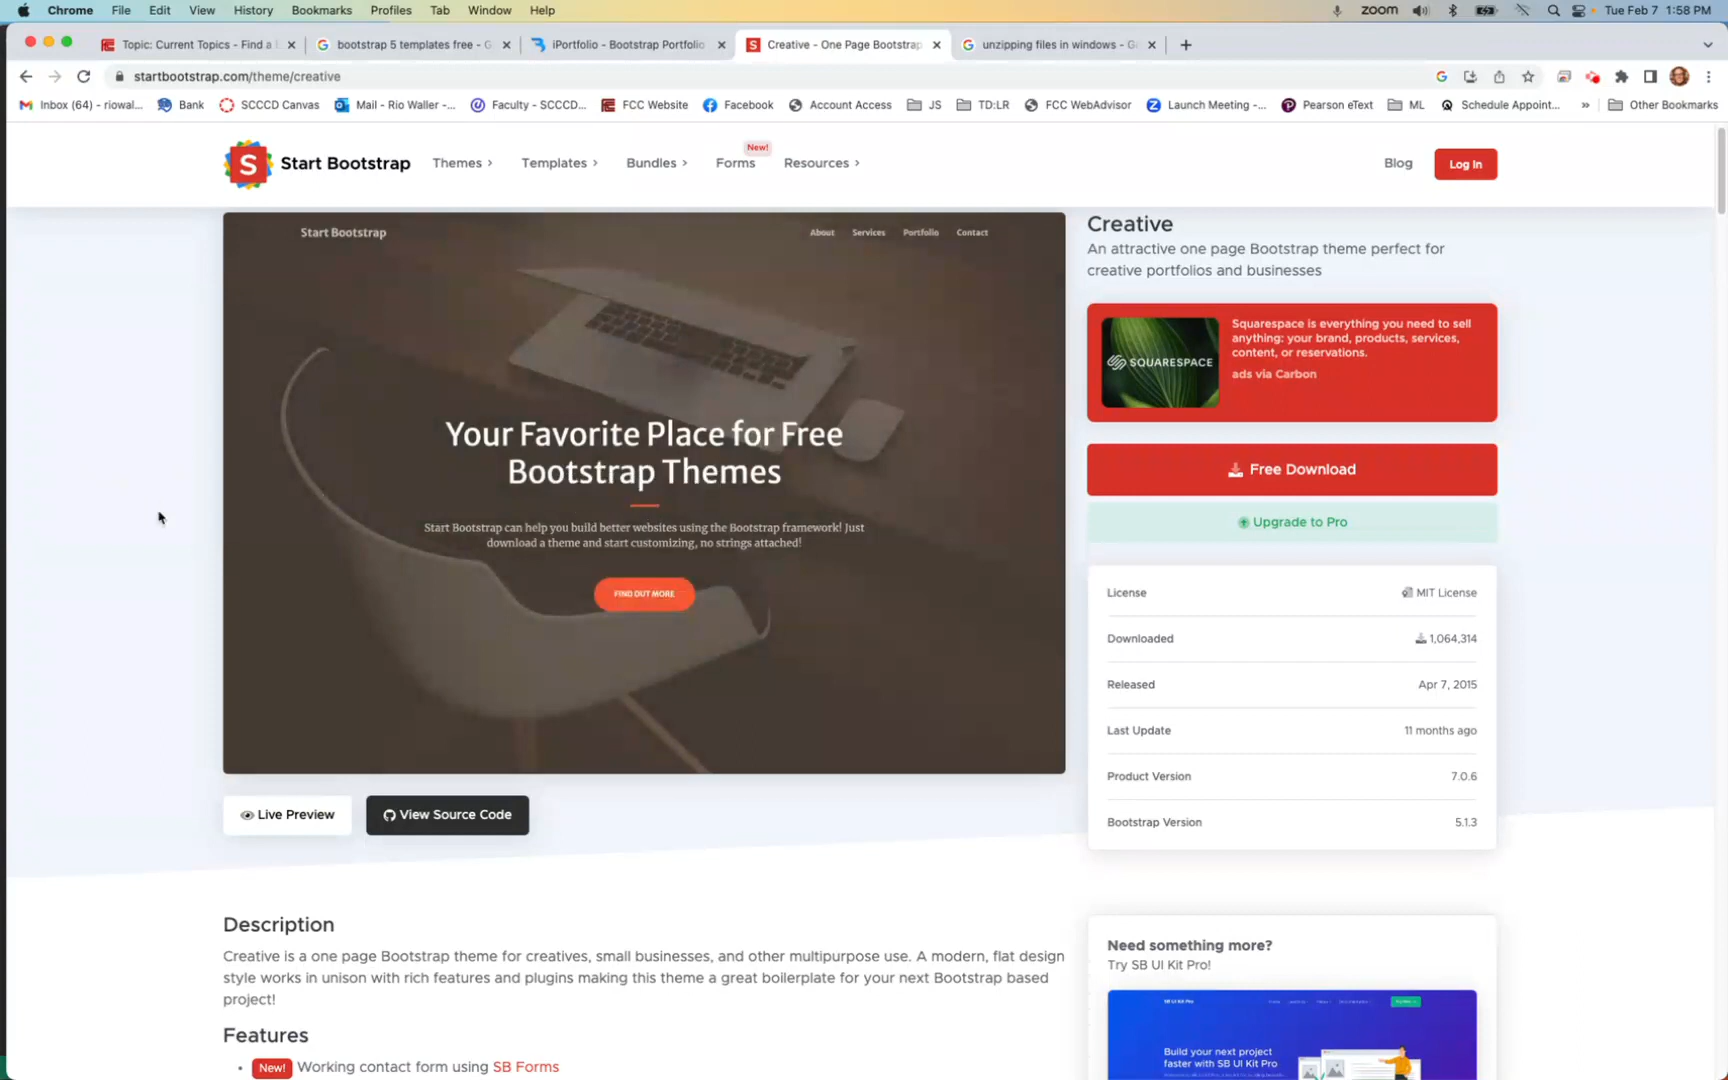 Chrome File Edit View History Bookmarks Profiles Tab Window Help zoom Tue Feb 7 1:58 PM
Topic: Current Topics - Find a
bootstrap 5 templates free - G
iPortfolio - Bootstrap Portfolio
Creative - One Page Bootstrap
unzipping files in windows - G
startbootstrap.com/theme/creative
Inbox (64) - riowal... Bank SCCCD Canvas Mail - Rio Waller -... Faculty - SCCCD... FCC Website Facebook Account Access JS TD:LR FCC WebAdvisor Launch Meeting -... Pearson eText ML Schedule Appoint... » Other Bookmarks
S Start Bootstrap Themes Templates Bundles Forms New! Resources Blog Log In
Start Bootstrap About Services Portfolio Contact
Your Favorite Place for Free
Bootstrap Themes
Start Bootstrap can help you build better websites using the Bootstrap framework! Just
download a theme and start customizing, no strings attached!
FIND OUT MORE
Live Preview View Source Code
Creative
An attractive one page Bootstrap theme perfect for
creative portfolios and businesses
SQUARESPACE
Squarespace is everything you need to sell
anything: your brand, products, services,
content, or reservations.
ads via Carbon
Free Download
Upgrade to Pro
License MIT License
Downloaded 1,064,314
Released Apr 7, 2015
Last Update 11 months ago
Product Version 7.0.6
Bootstrap Version 5.1.3
Description
Creative is a one page Bootstrap theme for creatives, small businesses, and other multipurpose use. A modern, flat design
style works in unison with rich features and plugins making this theme a great boilerplate for your next Bootstrap based
project!
Features
• New! Working contact form using SB Forms
Need something more?
Try SB UI Kit Pro!
SB UI Kit Pro
Build your next project
faster with SB UI Kit Pro